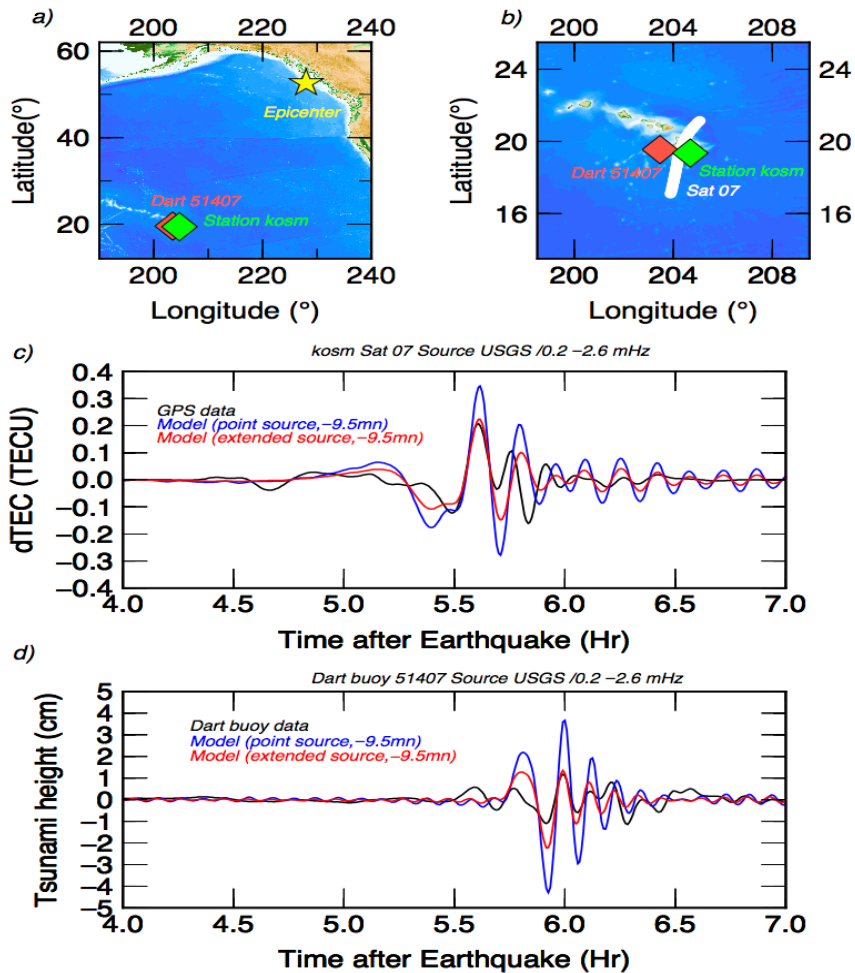 a)
b)
200 220 240
200 204 208
60
40
20
Latitude(°)
Epicenter
Dart 51407
Station kosm
200 220 240
Longitude (°)
24
20
16
Latitude(°)
24
20
16
Dart 51407
Station kosm
Sat 07
200 204 208
Longitude (°)
c)
kosm Sat 07 Source USGS /0.2 –2.6 mHz
0.4
0.3
0.2
0.1
0.0
–0.1
–0.2
–0.3
–0.4
dTEC (TECU)
GPS data
Model (point source,–9.5mn)
Model (extended source,–9.5mn)
4.0 4.5 5.0 5.5 6.0 6.5 7.0
Time after Earthquake (Hr)
d)
Dart buoy 51407 Source USGS /0.2 –2.6 mHz
5
4
3
2
1
0
–1
–2
–3
–4
–5
Tsunami height (cm)
Dart buoy data
Model (point source,–9.5mn)
Model (extended source,–9.5mn)
4.0 4.5 5.0 5.5 6.0 6.5 7.0
Time after Earthquake (Hr)